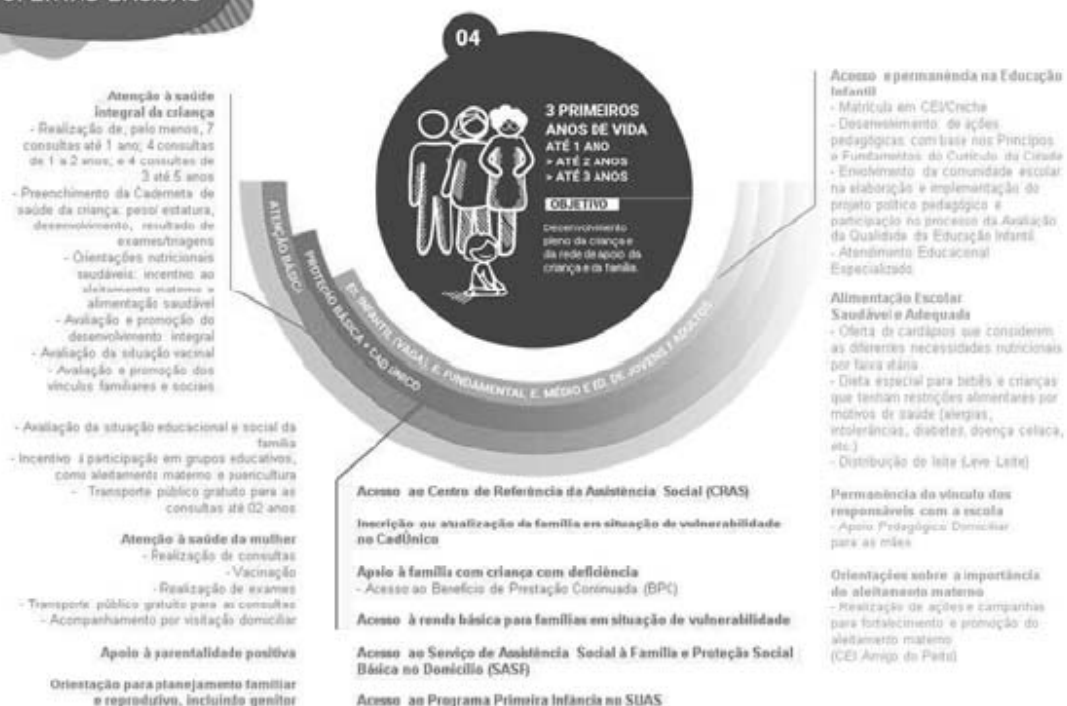 OFERTAS BÁSICAS
04
3 PRIMEIROS
ANOS DE VIDA
ATÉ 1 ANO
> ATÉ 2 ANOS
> ATÉ 3 ANOS
OBJETIVO
Desenvolvimento
pleno da criança e
da rede de apoio da
criança e da família.
ATENÇÃO BÁSICA
PROTEÇÃO BÁSICA + CAD ÚNICO
ED. INFANTIL (VAGA), E. FUNDAMENTAL E. MÉDIO E ED. DE JOVENS E ADULTOS
Atenção à saúde
integral da criança
- Realização de, pelo menos, 7
consultas até 1 ano; 4 consultas
de 1 a 2 anos; e 4 consultas de
3 até 5 anos
- Preenchimento da Caderneta de
saúde da criança: peso/ estatura,
desenvolvimento, resultado de
exames/triagens
- Orientações nutricionais
saudáveis: incentivo ao
aleitamento materno e
alimentação saudável
- Avaliação e promoção do
desenvolvimento integral
- Avaliação da situação vacinal
- Avaliação e promoção dos
vínculos familiares e sociais
- Avaliação da situação educacional e social da
família
- Incentivo à participação em grupos educativos,
como aleitamento materno e puericultura
- Transporte público gratuito para as
consultas até 02 anos
Atenção à saúde da mulher
- Realização de consultas
- Vacinação
- Realização de exames
- Transporte público gratuito para as consultas
- Acompanhamento por visitação domiciliar
Apoio à parentalidade positiva
Orientação para planejamento familiar
e reprodutivo, incluindo genitor
Acesso ao Centro de Referência da Assistência Social (CRAS)
Inscrição ou atualização da família em situação de vulnerabilidade
no CadÚnico
Apoio à família com criança com deficiência
- Acesso ao Benefício de Prestação Continuada (BPC)
Acesso à renda básica para famílias em situação de vulnerabilidade
Acesso ao Serviço de Assistência Social à Família e Proteção Social
Básica no Domicílio (SASF)
Acesso ao Programa Primeira Infância no SUAS
Acesso e permanência na Educação
Infantil
- Matrícula em CEI/Creche
- Desenvolvimento de ações
pedagógicas com base nos Princípios
e Fundamentos do Currículo da Cidade
- Envolvimento da comunidade escolar
na elaboração e implementação do
projeto político pedagógico e
participação no processo da Avaliação
da Qualidade da Educação Infantil
- Atendimento Educacional
Especializado
Alimentação Escolar
Saudável e Adequada
- Oferta de cardápios que considerem
as diferentes necessidades nutricionais
por faixa etária
- Dieta especial para bebês e crianças
que tenham restrições alimentares por
motivos de saúde (alergias,
intolerâncias, diabetes, doença celíaca,
etc.)
- Distribuição de leite (Leve Leite)
Permanência do vínculo dos
responsáveis com a escola
- Apoio Pedagógico Domiciliar
para as mães
Orientações sobre a importância
do aleitamento materno
- Realização de ações e campanhas
para fortalecimento e promoção do
aleitamento materno
(CEI Amigo do Peito)